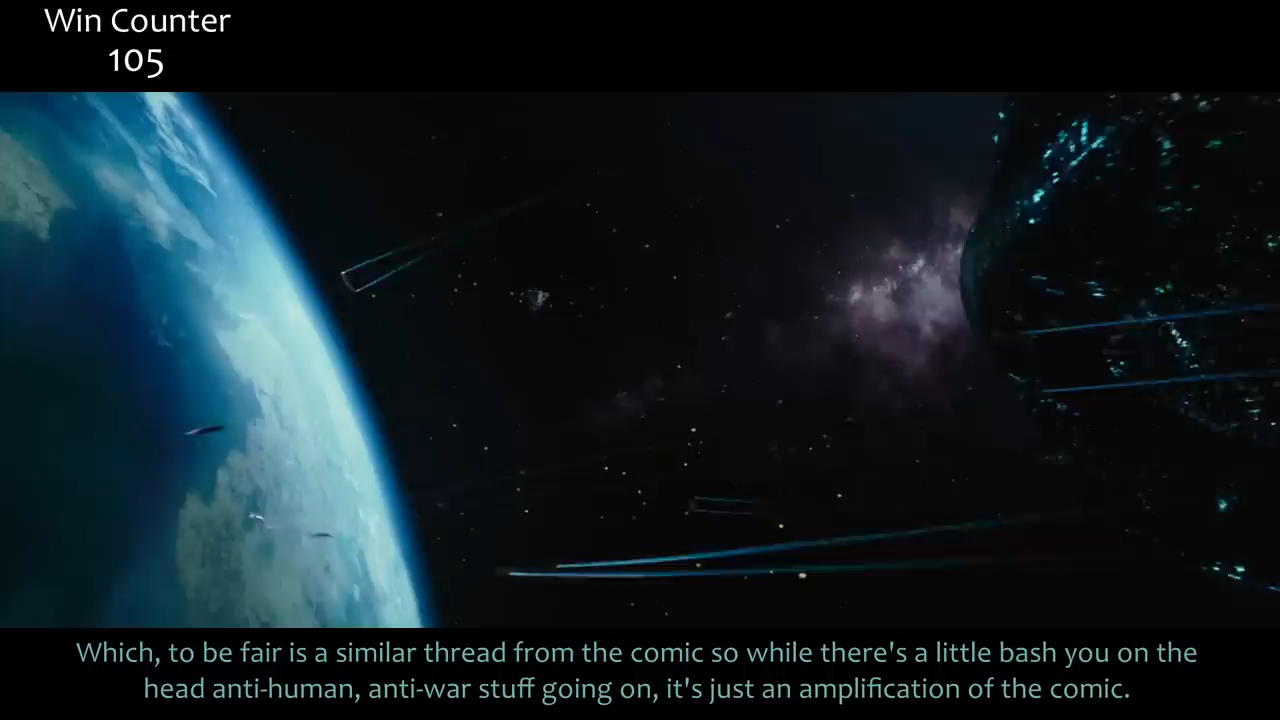 Win Counter
105
Which, to be fair is a similar thread from the comic so while there's a little bash you on the
head anti-human, anti-war stuff going on, it's just an amplification of the comic.